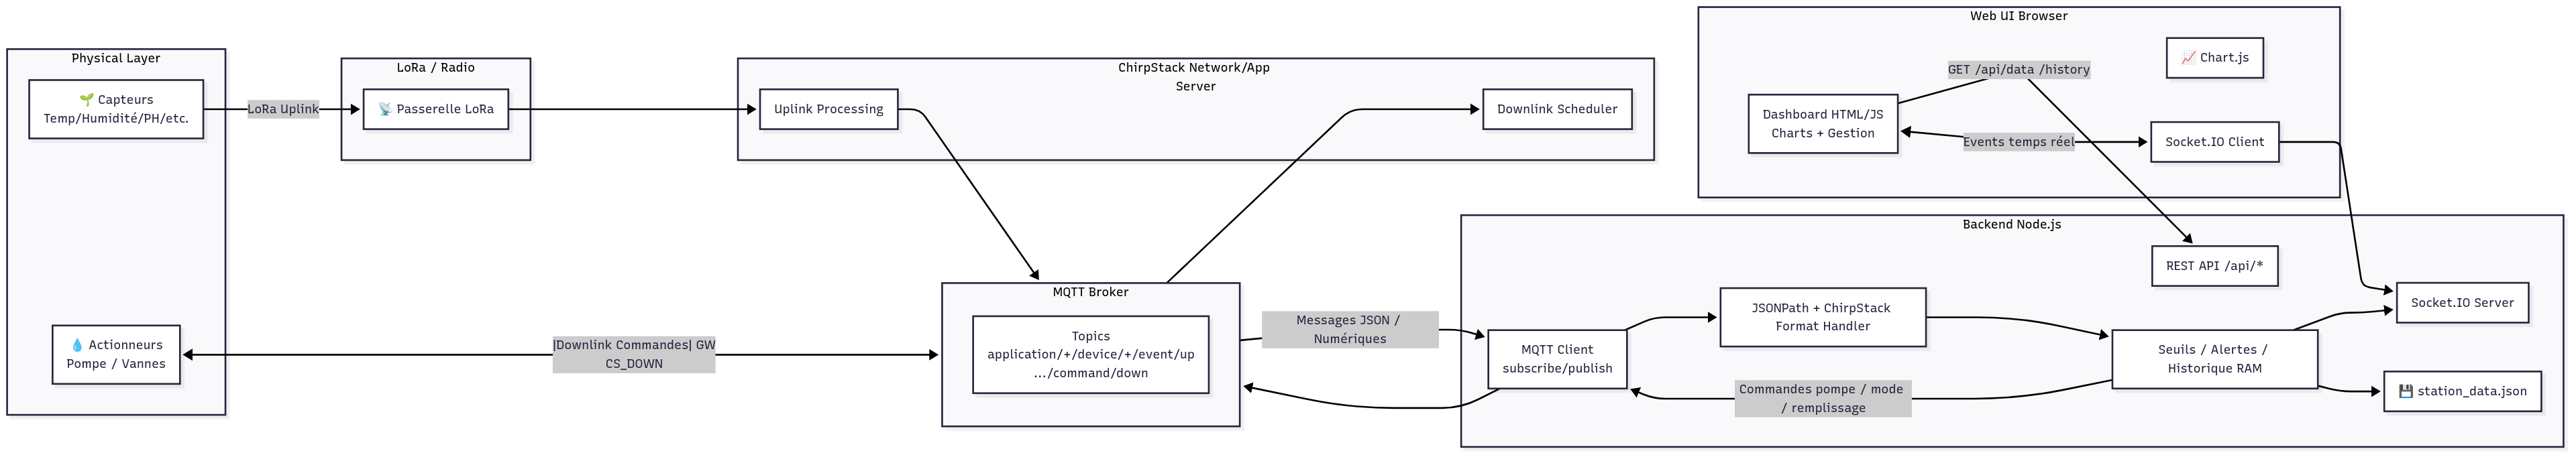 Physical Layer
🌱 Capteurs
Temp/Humidité/PH/etc.
💧 Actionneurs
Pompe / Vannes
LoRa Uplink
LoRa / Radio
📡 Passerelle LoRa
ChirpStack Network/App
Server
Uplink Processing
Downlink Scheduler
|Downlink Commandes| GW
CS_DOWN
MQTT Broker
Topics
application/+/device/+/event/up
.../command/down
Messages JSON /
Numériques
Web UI Browser
GET /api/data /history
📈 Chart.js
Dashboard HTML/JS
Charts + Gestion
Events temps réel
Socket.IO Client
Backend Node.js
REST API /api/*
MQTT Client
subscribe/publish
JSONPath + ChirpStack
Format Handler
Commandes pompe / mode
/ remplissage
Seuils / Alertes /
Historique RAM
Socket.IO Server
💾 station_data.json